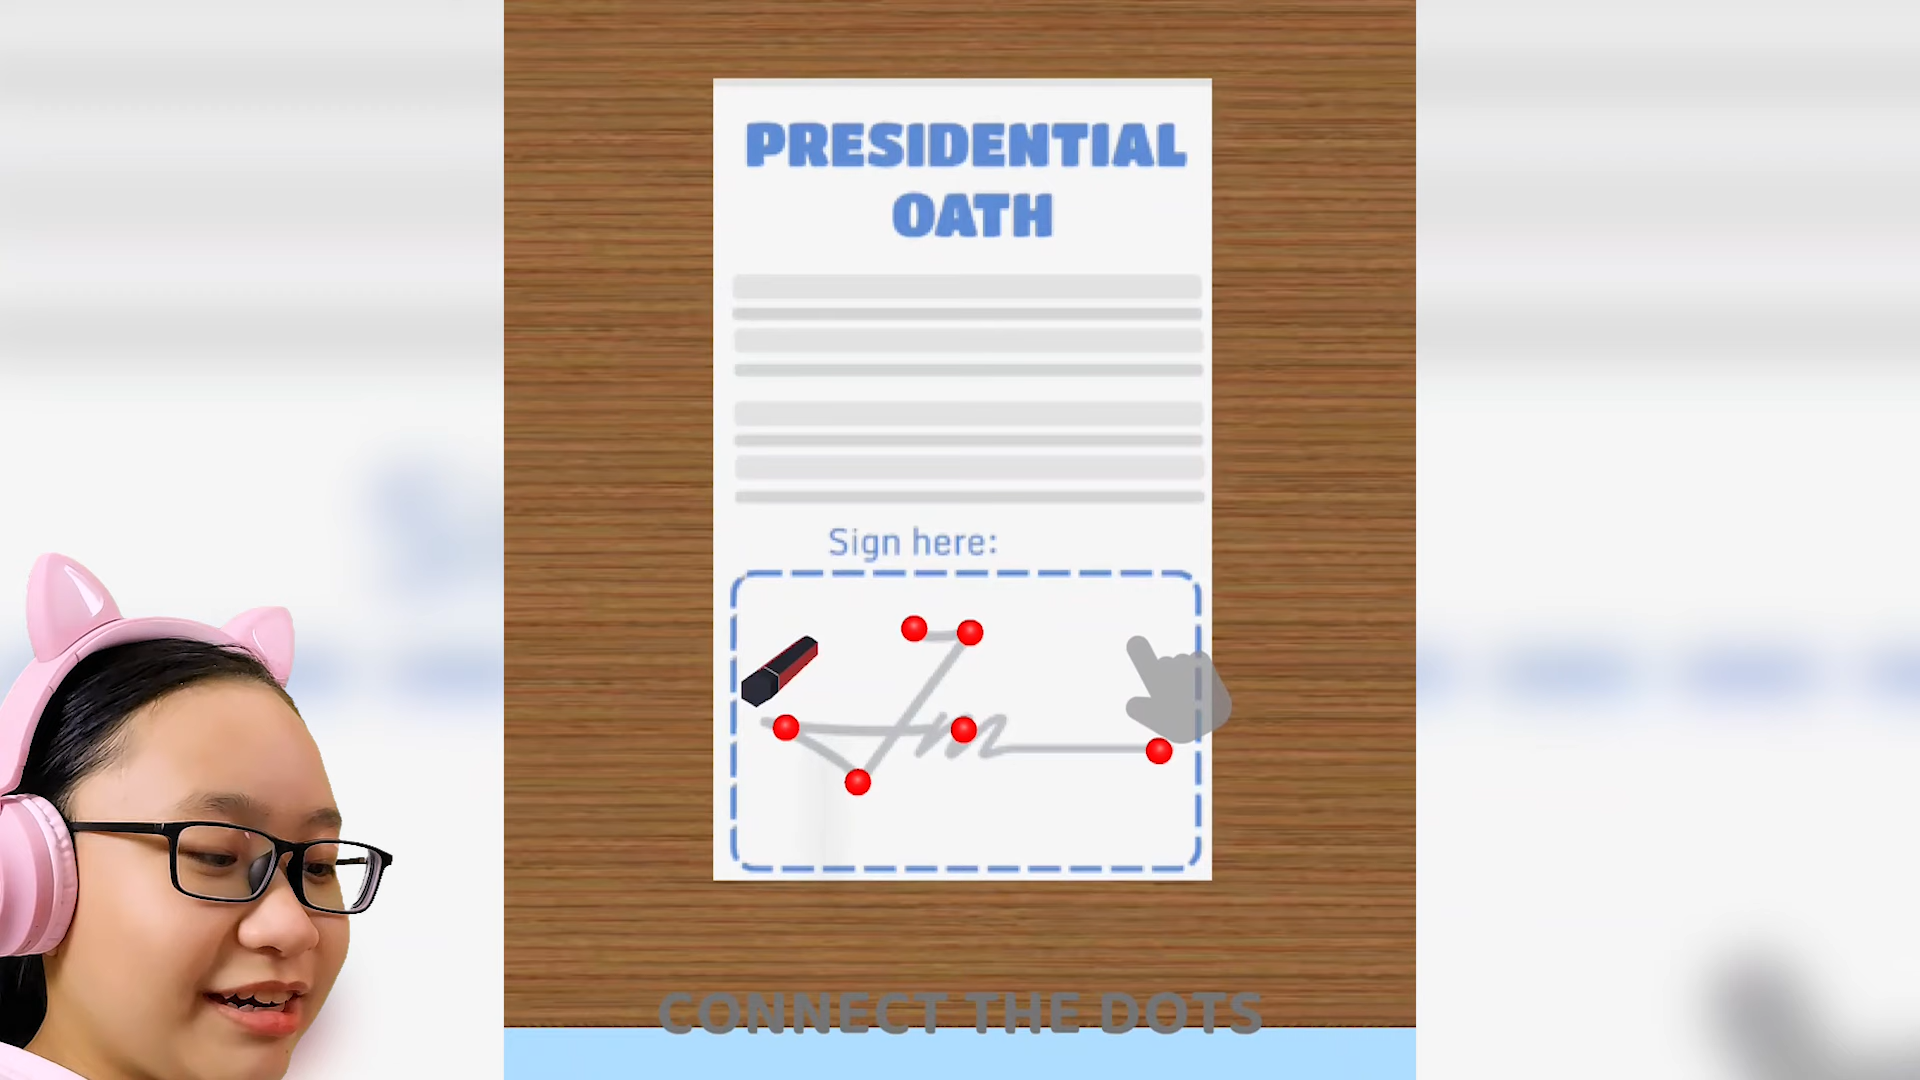 PRESIDENTIAL
OATH
Sign here:
CONNECT THE DOTS